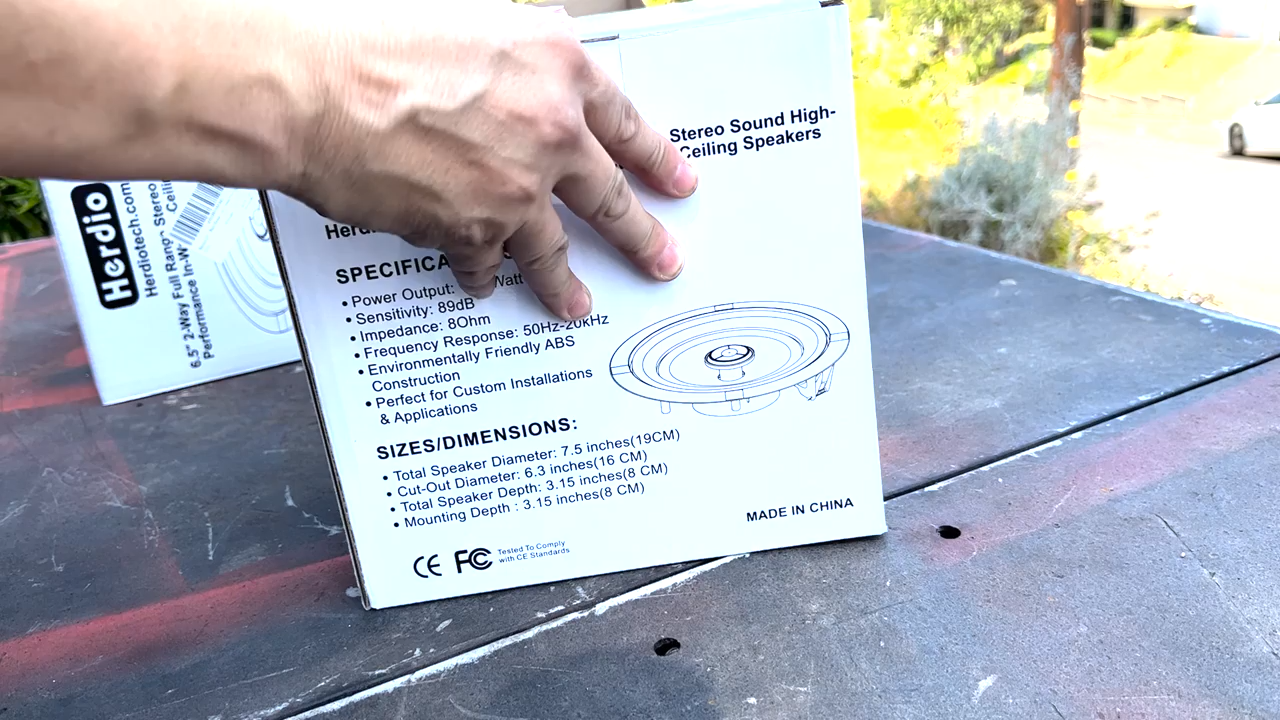 Herdio
Herdiotech.com
6.5" 2-Way Full Stereo
Performance
Stereo Sound High-
Ceiling Speakers
Power Output:
• Sensitivity: 89dB
• Impedance: 8Ohm
• Frequency Response: 50Hz-20kHz
• Environmentally Friendly ABS
Construction
• Perfect for Custom Installations
& Applications
SIZES/DIMENSIONS:
• Total Speaker Diameter: 7.5 inches(19CM)
• Cut-Out Diameter: 6.3 inches(16 CM)
• Total Speaker Depth: 3.15 inches(8 CM)
• Mounting Depth : 3.15 inches(8 CM)
CE FC Tested To Comply
with CE Standards
MADE IN CHINA